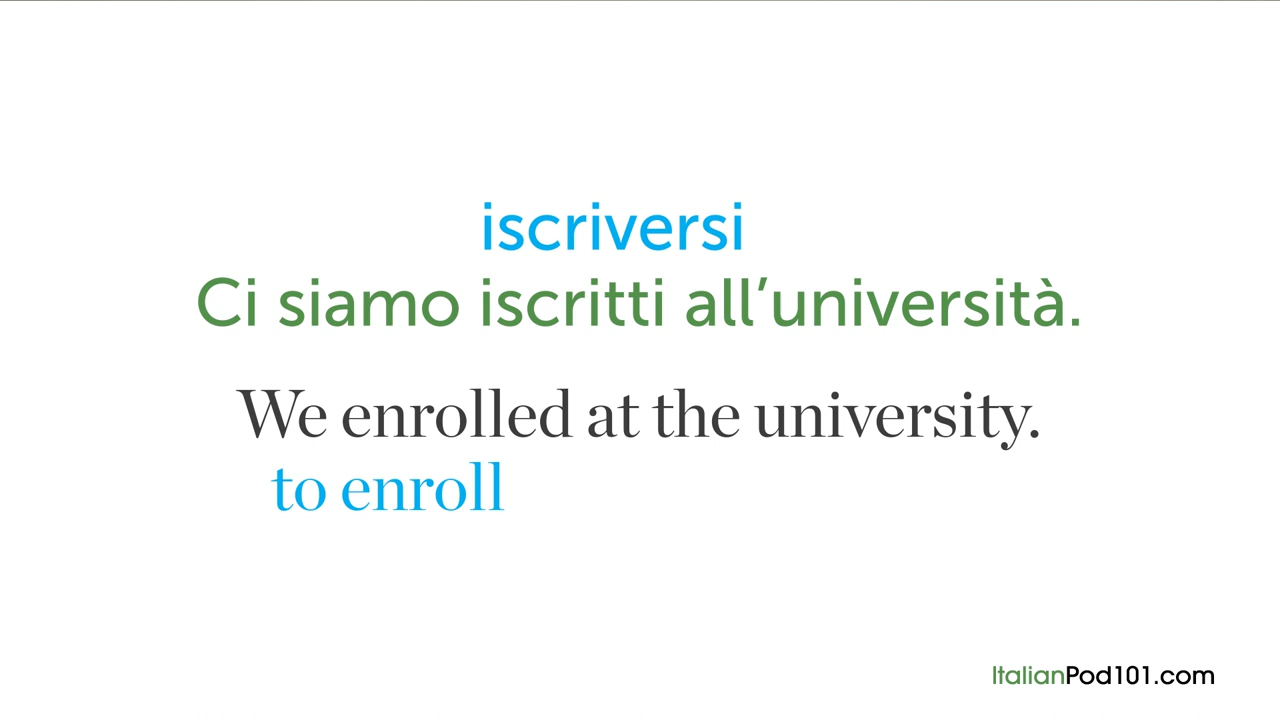 iscriversi
Ci siamo iscritti all’università.
We enrolled at the university.
to enroll
ItalianPod101.com